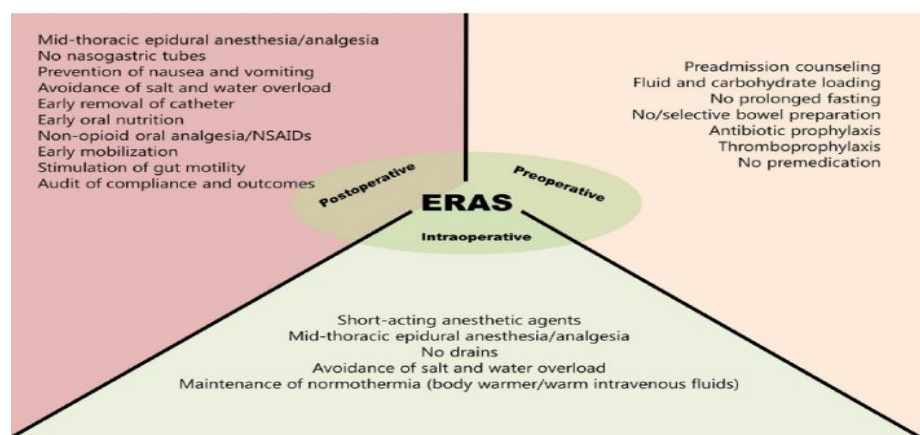 Mid-thoracic epidural anesthesia/analgesia
No nasogastric tubes
Prevention of nausea and vomiting
Avoidance of salt and water overload
Early removal of catheter
Early oral nutrition
Non-opioid oral analgesia/NSAIDs
Early mobilization
Stimulation of gut motility
Audit of compliance and outcomes
Preadmission counseling
Fluid and carbohydrate loading
No prolonged fasting
No/selective bowel preparation
Antibiotic prophylaxis
Thromboprophylaxis
No premedication
Postoperative
Preoperative
ERAS
Intraoperative
Short-acting anesthetic agents
Mid-thoracic epidural anesthesia/analgesia
No drains
Avoidance of salt and water overload
Maintenance of normothermia (body warmer/warm intravenous fluids)